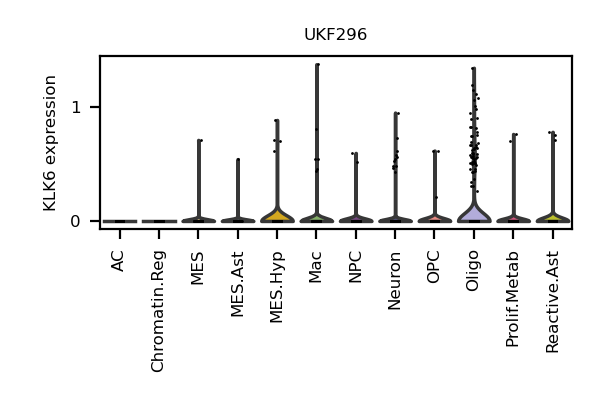 UKF296
KLK6 expression
1
0
AC
Chromatin.Reg
MES
MES.Ast
MES.Hyp
Mac
NPC
Neuron
OPC
Oligo
Prolif.Metab
Reactive.Ast